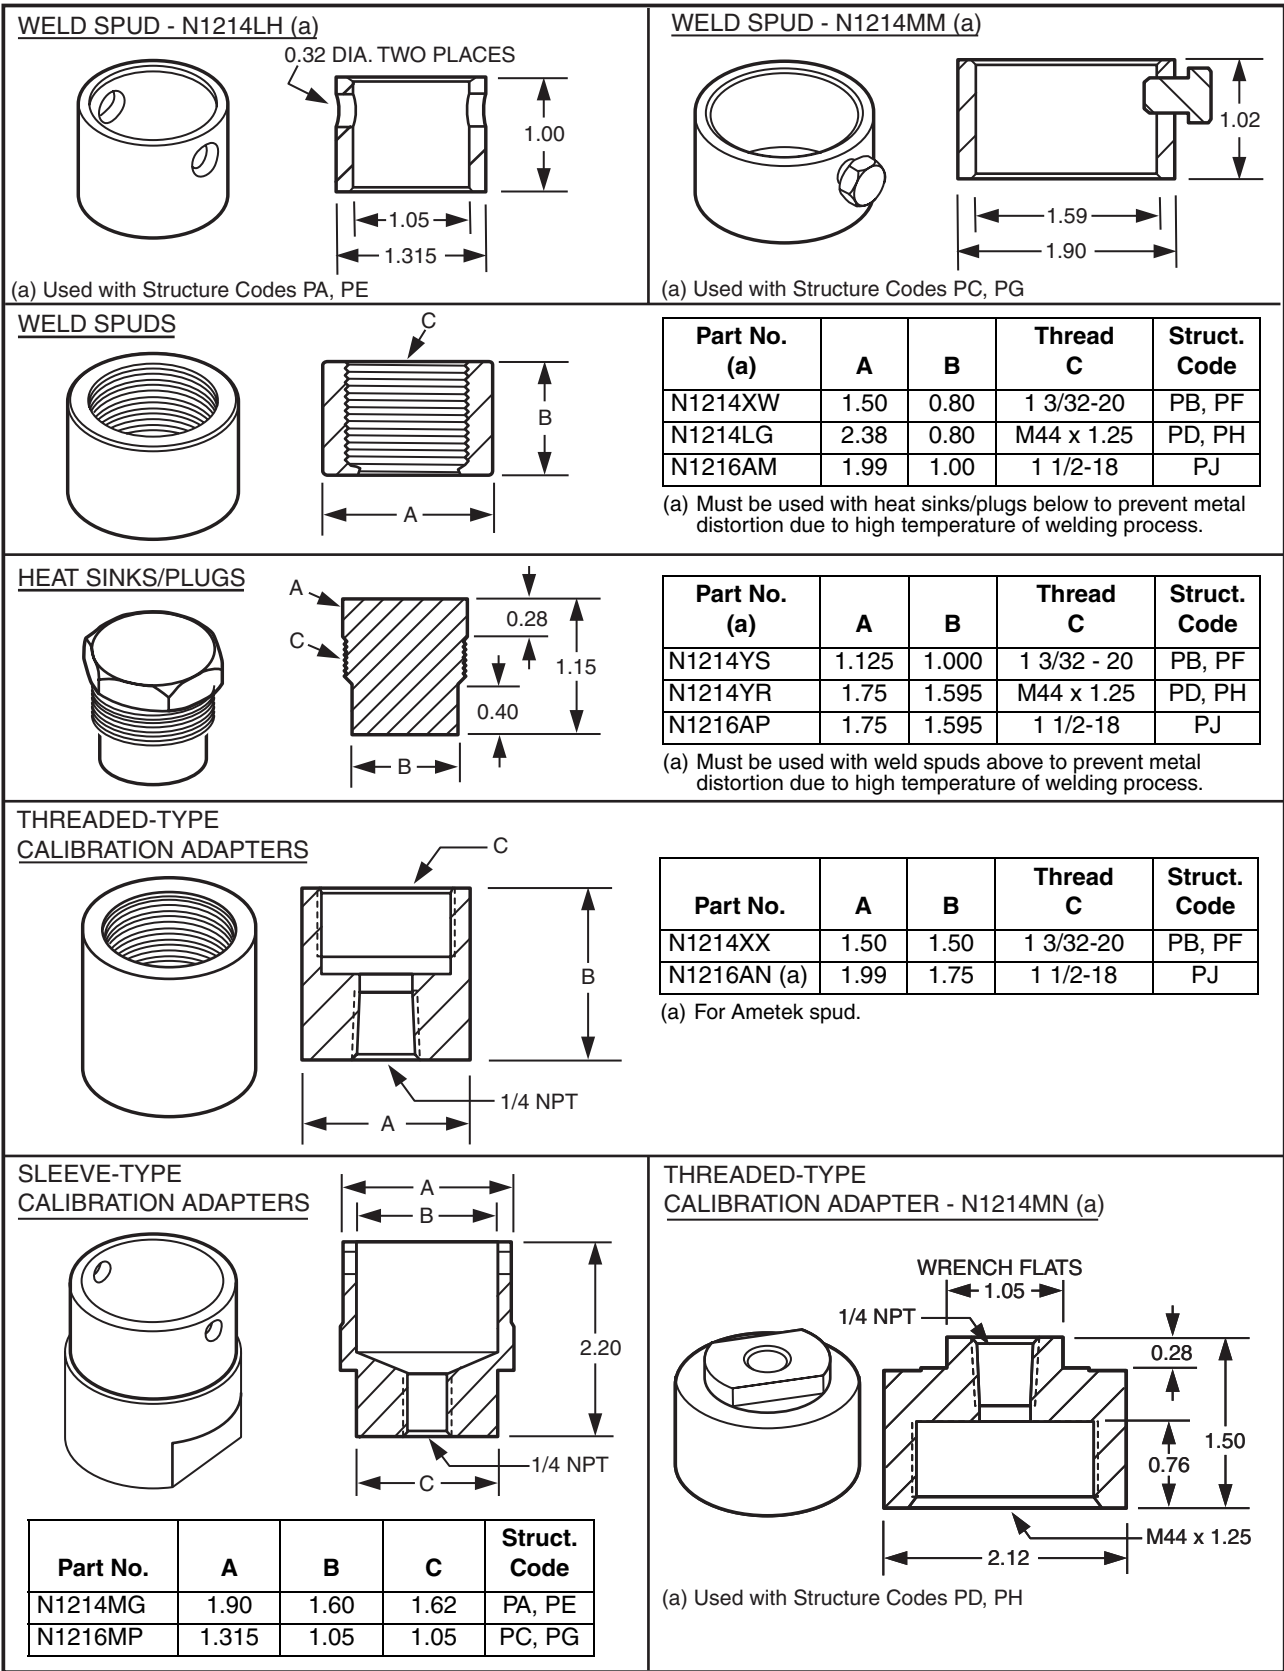 WELD SPUD - N1214LH (a)
0.32 DIA. TWO PLACES
1.00
1.05
1.315
(a) Used with Structure Codes PA, PE
WELD SPUD - N1214MM (a)
1.02
1.59
1.90
(a) Used with Structure Codes PC, PG
WELD SPUDS
C
B
A
Part No. (a) A B Thread C Struct. Code
N1214XW 1.50 0.80 1 3/32-20 PB, PF
N1214LG 2.38 0.80 M44 x 1.25 PD, PH
N1216AM 1.99 1.00 1 1/2-18 PJ
(a) Must be used with heat sinks/plugs below to prevent metal
distortion due to high temperature of welding process.
HEAT SINKS/PLUGS
A
C
0.28
1.15
0.40
B
Part No. (a) A B Thread C Struct. Code
N1214YS 1.125 1.000 1 3/32 - 20 PB, PF
N1214YR 1.75 1.595 M44 x 1.25 PD, PH
N1216AP 1.75 1.595 1 1/2-18 PJ
(a) Must be used with weld spuds above to prevent metal
distortion due to high temperature of welding process.
THREADED-TYPE
CALIBRATION ADAPTERS
C
B
1/4 NPT
A
Part No. A B Thread C Struct. Code
N1214XX 1.50 1.50 1 3/32-20 PB, PF
N1216AN (a) 1.99 1.75 1 1/2-18 PJ
(a) For Ametek spud.
SLEEVE-TYPE
CALIBRATION ADAPTERS
A
B
2.20
1/4 NPT
C
Part No. A B C Struct. Code
N1214MG 1.90 1.60 1.62 PA, PE
N1216MP 1.315 1.05 1.05 PC, PG
THREADED-TYPE
CALIBRATION ADAPTER - N1214MN (a)
WRENCH FLATS
1.05
1/4 NPT
0.28
1.50
0.76
M44 x 1.25
2.12
(a) Used with Structure Codes PD, PH